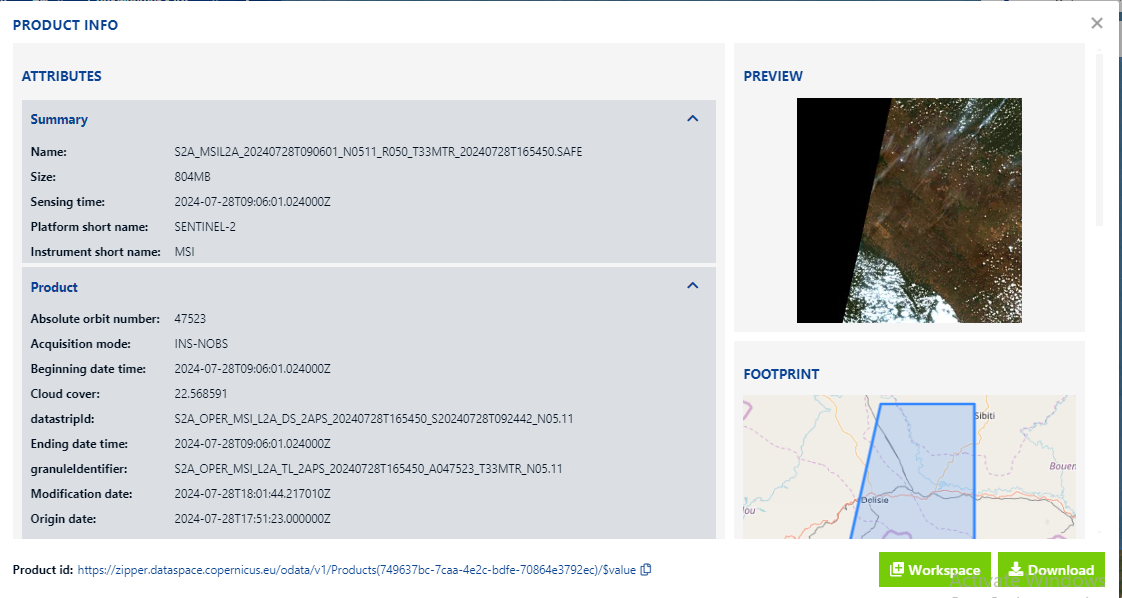 PRODUCT INFO
ATTRIBUTES
Summary
Name: S2A_MSIL2A_20240728T090601_N0511_R050_T33MTR_20240728T165450.SAFE
Size: 804MB
Sensing time: 2024-07-28T09:06:01.024000Z
Platform short name: SENTINEL-2
Instrument short name: MSI
Product
Absolute orbit number: 47523
Acquisition mode: INS-NOBS
Beginning date time: 2024-07-28T09:06:01.024000Z
Cloud cover: 22.568591
datastripId: S2A_OPER_MSI_L2A_DS_2APS_20240728T165450_S20240728T092442_N05.11
Ending date time: 2024-07-28T09:06:01.024000Z
granuleIdentifier: S2A_OPER_MSI_L2A_TL_2APS_20240728T165450_A047523_T33MTR_N05.11
Modification date: 2024-07-28T18:01:44.217010Z
Origin date: 2024-07-28T17:51:23.000000Z
PREVIEW
FOOTPRINT
Sibiti
Bouen
Dolisie
Product id: https://zipper.dataspace.copernicus.eu/odata/v1/Products(749637bc-7caa-4e2c-bdfe-70864e3792ec)/$value
Workspace
Download
Activate Windows